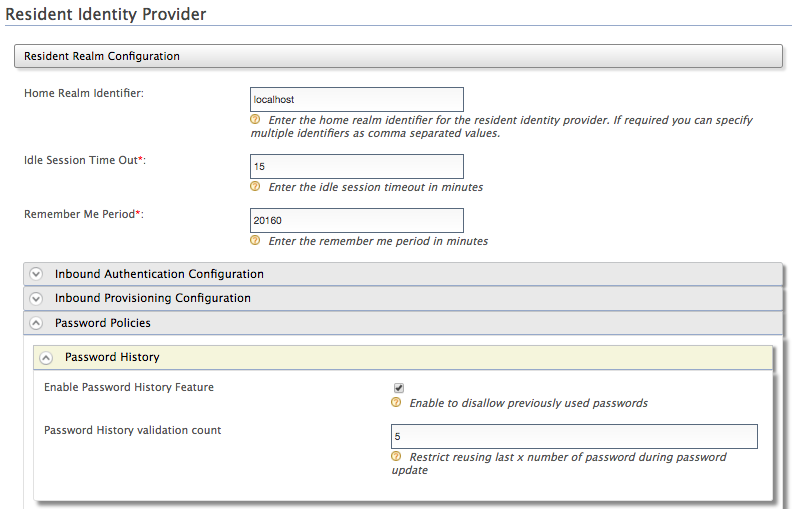 Resident Identity Provider
Resident Realm Configuration
Home Realm Identifier:
localhost
Enter the home realm identifier for the resident identity provider. If required you can specify
multiple identifiers as comma separated values.
Idle Session Time Out*:
15
Enter the idle session timeout in minutes
Remember Me Period*:
20160
Enter the remember me period in minutes
Inbound Authentication Configuration
Inbound Provisioning Configuration
Password Policies
Password History
Enable Password History Feature
Enable to disallow previously used passwords
Password History validation count
5
Restrict reusing last x number of password during password
update